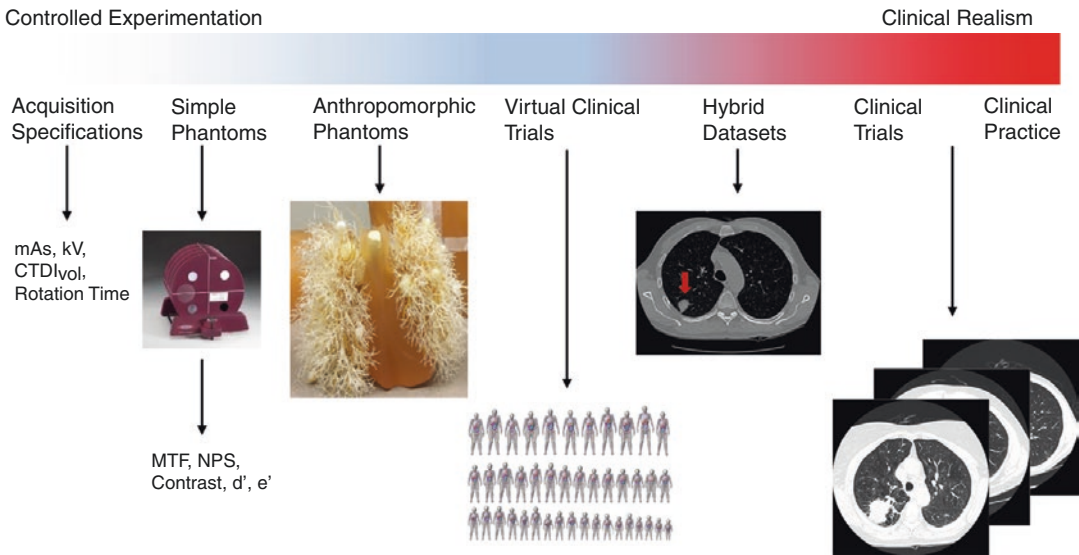 Controlled Experimentation
Clinical Realism
Acquisition
Specifications
Simple
Phantoms
Anthropomorphic
Phantoms
Virtual Clinical
Trials
Hybrid
Datasets
Clinical
Trials
Clinical
Practice
mAs, kV,
CTDIvol,
Rotation Time
MTF, NPS,
Contrast, d', e'